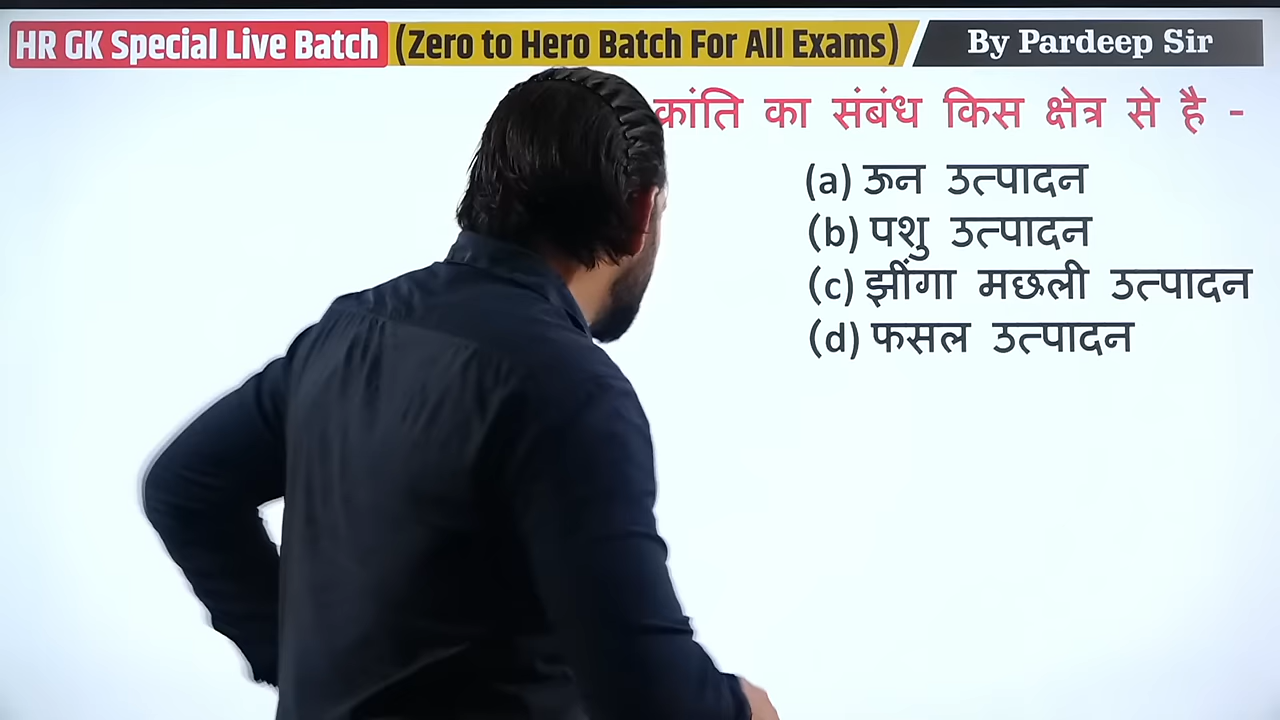 HR GK Special Live Batch (Zero to Hero Batch For All Exams) By Pardeep Sir
क्रांति का संबंध किस क्षेत्र से है -
(a) ऊन उत्पादन
(b) पशु उत्पादन
(c) झींगा मछली उत्पादन
(d) फसल उत्पादन